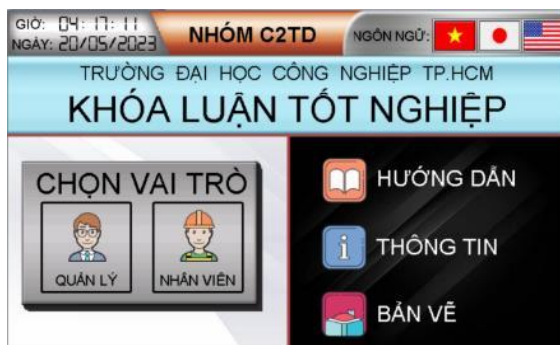 GIỜ: 04:17:11
NGÀY: 20/05/2023
NHÓM C2TD
NGÔN NGỮ:
TRƯỜNG ĐẠI HỌC CÔNG NGHIỆP TP.HCM
KHÓA LUẬN TỐT NGHIỆP
CHỌN VAI TRÒ
QUẢN LÝ
NHÂN VIÊN
HƯỚNG DẪN
THÔNG TIN
BẢN VẼ